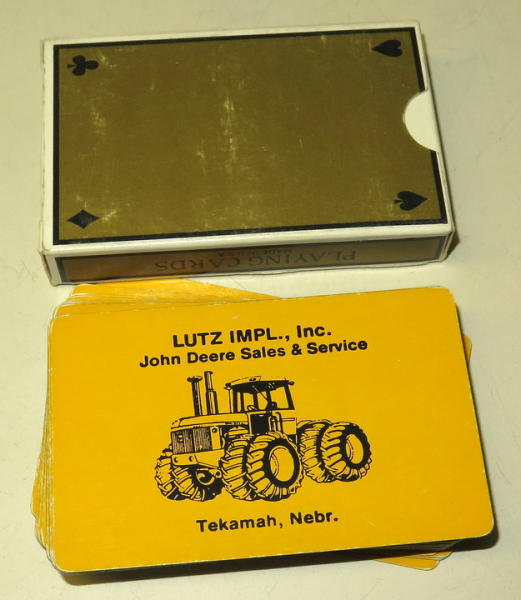 PLAYING CARDS
LUTZ IMPL., Inc.
John Deere Sales & Service
Tekamah, Nebr.